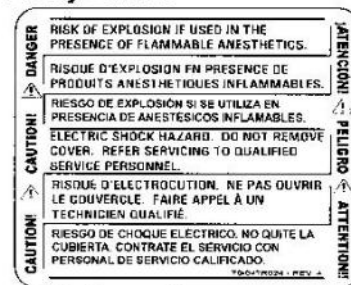 DANGER
CAUTION!
CAUTION!
RISK OF EXPLOSION IF USED IN THE
PRESENCE OF FLAMMABLE ANESTHETICS.
RISQUE D'EXPLOSION EN PRESENCE DE
PRODUITS ANESTHETIQUES INFLAMMABLES.
RIESGO DE EXPLOSIÓN SI SE UTILIZA EN
PRESENCIA DE ANESTÉSICOS INFLAMABLES.
ELECTRIC SHOCK HAZARD. DO NOT REMOVE
COVER. REFER SERVICING TO QUALIFIED
SERVICE PERSONNEL.
RISQUE D'ELECTROCUTION. NE PAS OUVRIR
LE COUVERCLE. FAIRE APPEL À UN
TECHNICIEN QUALIFIÉ.
RIESGO DE CHOQUE ELÉCTRICO. NO QUITE LA
CUBIERTA. CONTRATE EL SERVICIO CON
PERSONAL DE SERVICIO CALIFICADO.
REV A
¡ATENCIÓN!
PELIGRO
ATTENTION!!